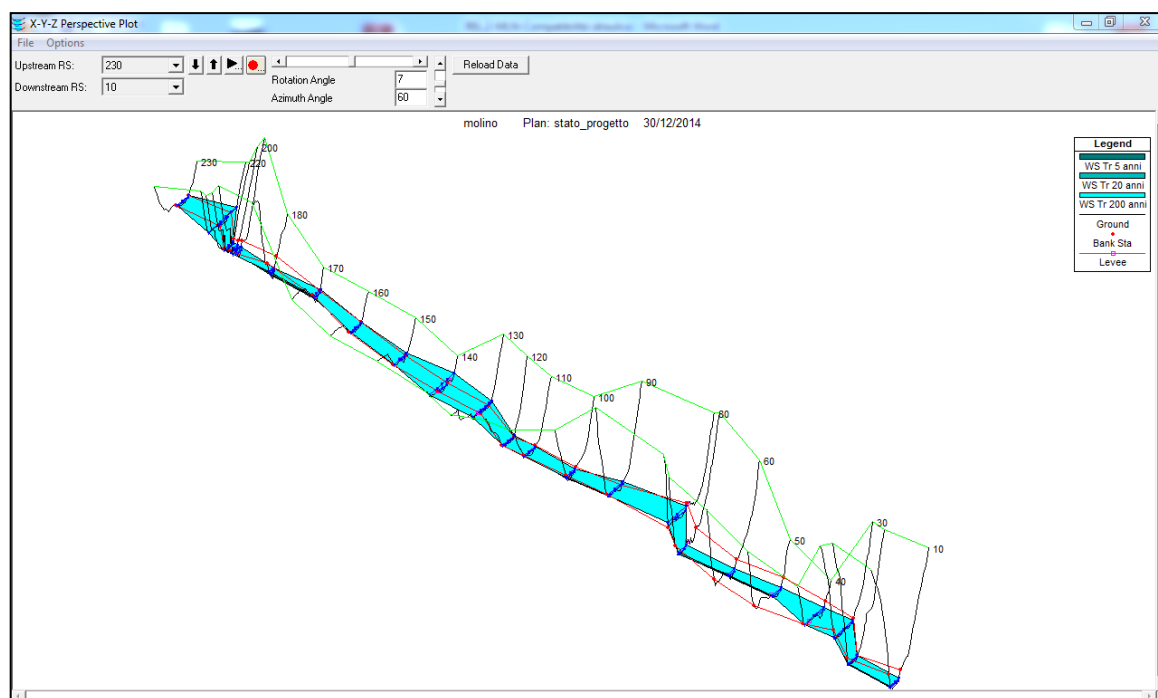 X-Y-Z Perspective Plot
File Options
Upstream RS: 230
Downstream RS: 10
Rotation Angle 7
Azimuth Angle 60
Reload Data
molino Plan: stato_progetto 30/12/2014
Legend
WS Tr 5 anni
WS Tr 20 anni
WS Tr 200 anni
Ground
Bank Sta
Levee
200
230
220
180
170
160
150
130
140
120
110
100
90
80
60
50
30
10
40